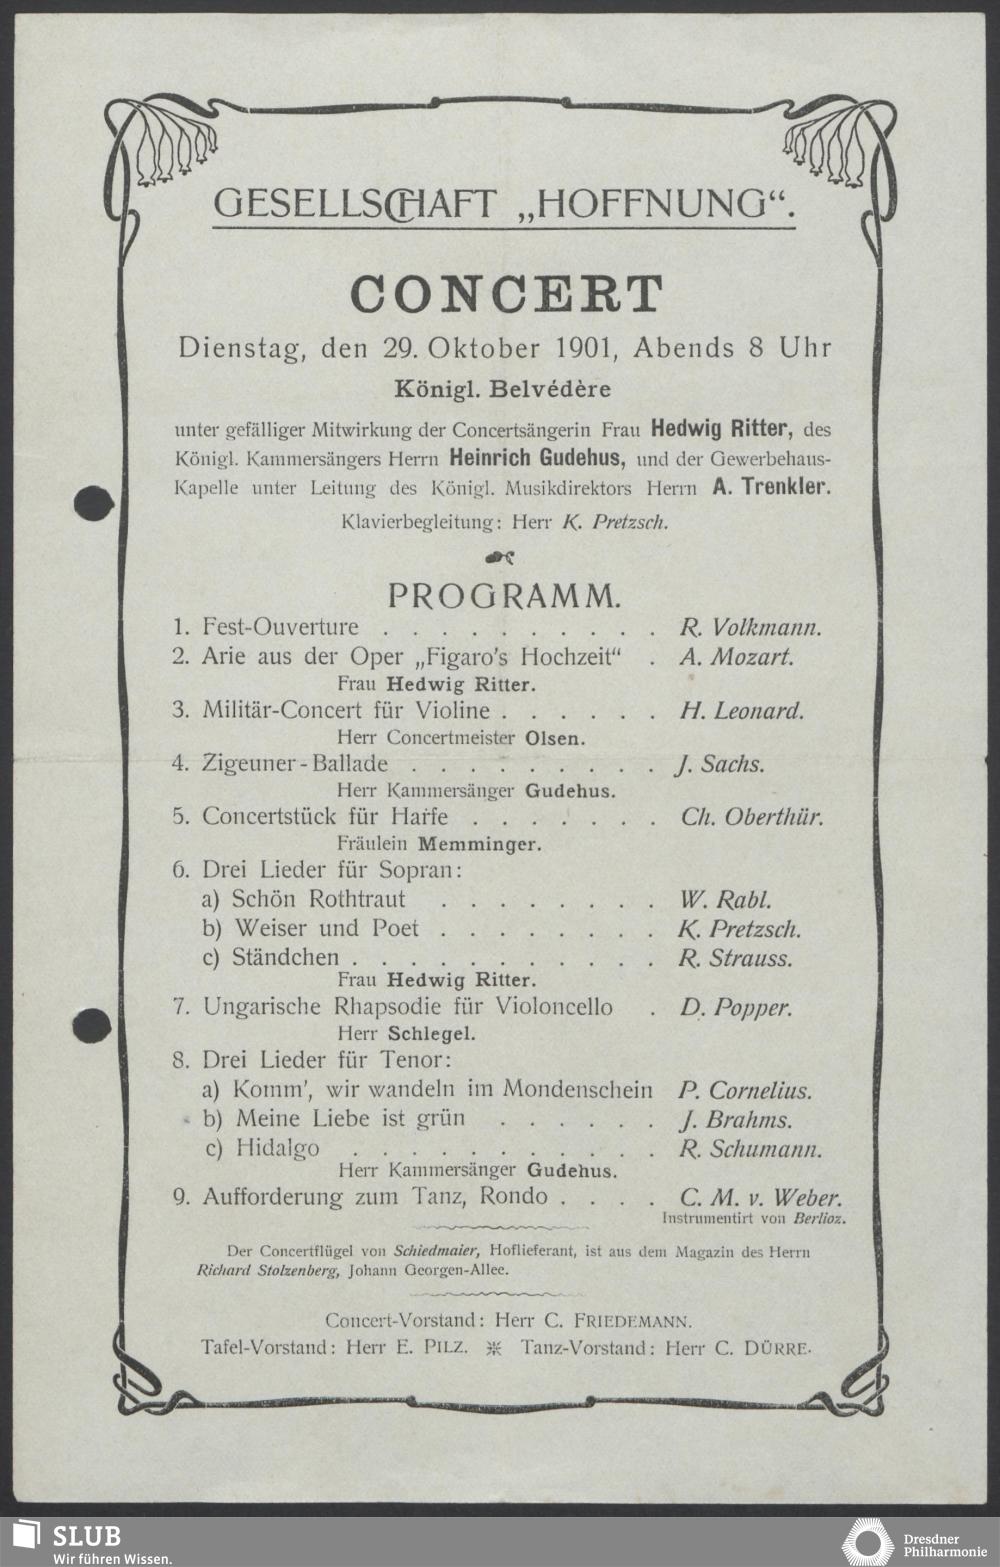 GESELLSCHAFT „HOFFNUNG“.
CONCERT
Dienstag, den 29. Oktober 1901, Abends 8 Uhr
Königl. Belvédère
unter gefälliger Mitwirkung der Concertsängerin Frau Hedwig Ritter, des
Königl. Kammersängers Herrn Heinrich Gudehus, und der Gewerbehaus-
Kapelle unter Leitung des Königl. Musikdirektors Herrn A. Trenkler.
Klavierbegleitung: Herr K. Pretzsch.
PROGRAMM.
1. Fest-Ouverture . . . . . . . . . . R. Volkmann.
2. Arie aus der Oper „Figaro's Hochzeit“ . A. Mozart.
Frau Hedwig Ritter.
3. Militär-Concert für Violine . . . . . . H. Leonard.
Herr Concertmeister Olsen.
4. Zigeuner-Ballade . . . . . . . . . J. Sachs.
Herr Kammersänger Gudehus.
5. Concertstück für Harfe . . . . . . . Ch. Oberthür.
Fräulein Memminger.
6. Drei Lieder für Sopran:
a) Schön Rothtraut . . . . . . . . W. Rabl.
b) Weiser und Poet . . . . . . . . K. Pretzsch.
c) Ständchen . . . . . . . . . . . R. Strauss.
Frau Hedwig Ritter.
7. Ungarische Rhapsodie für Violoncello . D. Popper.
Herr Schlegel.
8. Drei Lieder für Tenor:
a) Komm', wir wandeln im Mondenschein P. Cornelius.
b) Meine Liebe ist grün . . . . . . J. Brahms.
c) Hidalgo . . . . . . . . . . . R. Schumann.
Herr Kammersänger Gudehus.
9. Aufforderung zum Tanz, Rondo . . . . C. M. v. Weber.
Instrumentirt von Berlioz.
Der Concertflügel von Schiedmaier, Hoflieferant, ist aus dem Magazin des Herrn
Richard Stolzenberg, Johann Georgen-Allee.
Concert-Vorstand: Herr C. FRIEDEMANN.
Tafel-Vorstand: Herr E. PILZ. ※ Tanz-Vorstand: Herr C. DÜRRE.
SLUB
Wir führen Wissen.
Dresdner
Philharmonie